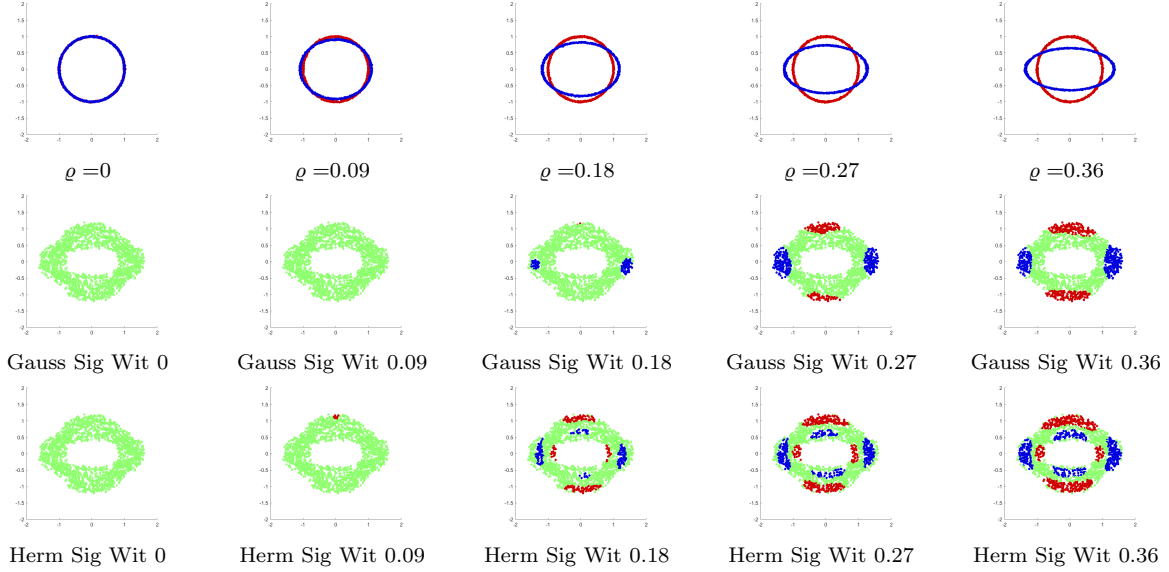 ϱ =0 ϱ =0.09 ϱ =0.18 ϱ =0.27 ϱ =0.36
Gauss Sig Wit 0 Gauss Sig Wit 0.09 Gauss Sig Wit 0.18 Gauss Sig Wit 0.27 Gauss Sig Wit 0.36
Herm Sig Wit 0 Herm Sig Wit 0.09 Herm Sig Wit 0.18 Herm Sig Wit 0.27 Herm Sig Wit 0.36